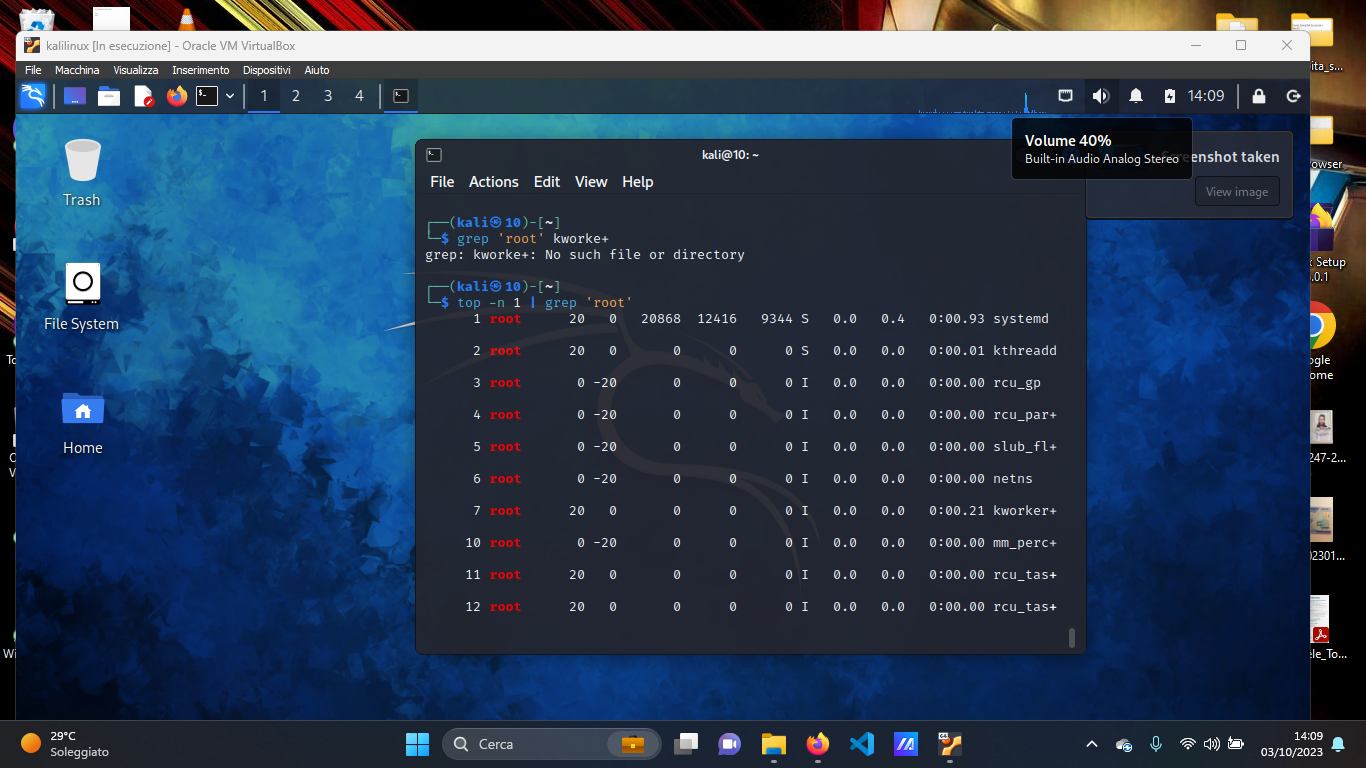 kalilinux [In esecuzione] - Oracle VM VirtualBox
File Macchina Visualizza Inserimento Dispositivi Aiuto
1 2 3 4
14:09
Volume 40%
Built-in Audio Analog Stereo
Screenshot taken
View image
Trash
File System
Home
kali@10: ~
File Actions Edit View Help
┌──(kali㉿10)-[~]
└─$ grep 'root' kworke+
grep: kworke+: No such file or directory
┌──(kali㉿10)-[~]
└─$ top -n 1 | grep 'root'
1 root 20 0 20868 12416 9344 S 0.0 0.4 0:00.93 systemd
2 root 20 0 0 0 0 S 0.0 0.0 0:00.01 kthreadd
3 root 0 -20 0 0 0 I 0.0 0.0 0:00.00 rcu_gp
4 root 0 -20 0 0 0 I 0.0 0.0 0:00.00 rcu_par+
5 root 0 -20 0 0 0 I 0.0 0.0 0:00.00 slub_fl+
6 root 0 -20 0 0 0 I 0.0 0.0 0:00.00 netns
7 root 20 0 0 0 0 I 0.0 0.0 0:00.21 kworker+
10 root 0 -20 0 0 0 I 0.0 0.0 0:00.00 mm_perc+
11 root 20 0 0 0 0 I 0.0 0.0 0:00.00 rcu_tas+
12 root 20 0 0 0 0 I 0.0 0.0 0:00.00 rcu_tas+
29°C
Soleggiato
Cerca
14:09
03/10/2023